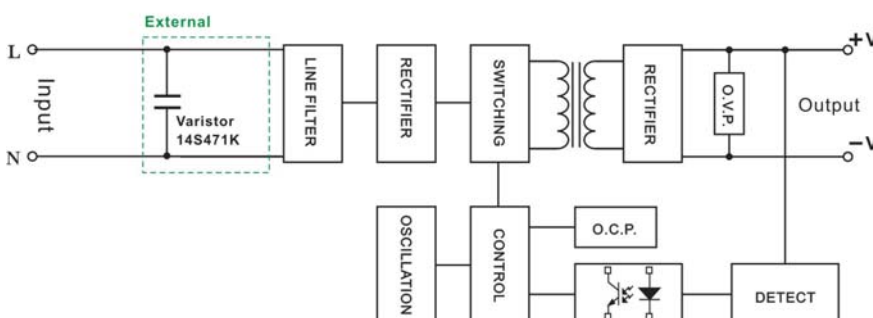 External
L
N
Input
Varistor
14S471K
LINE FILTER
RECTIFIER
SWITCHING
RECTIFIER
O.V.P.
+V
Output
-V
OSCILLATION
CONTROL
O.C.P.
DETECT